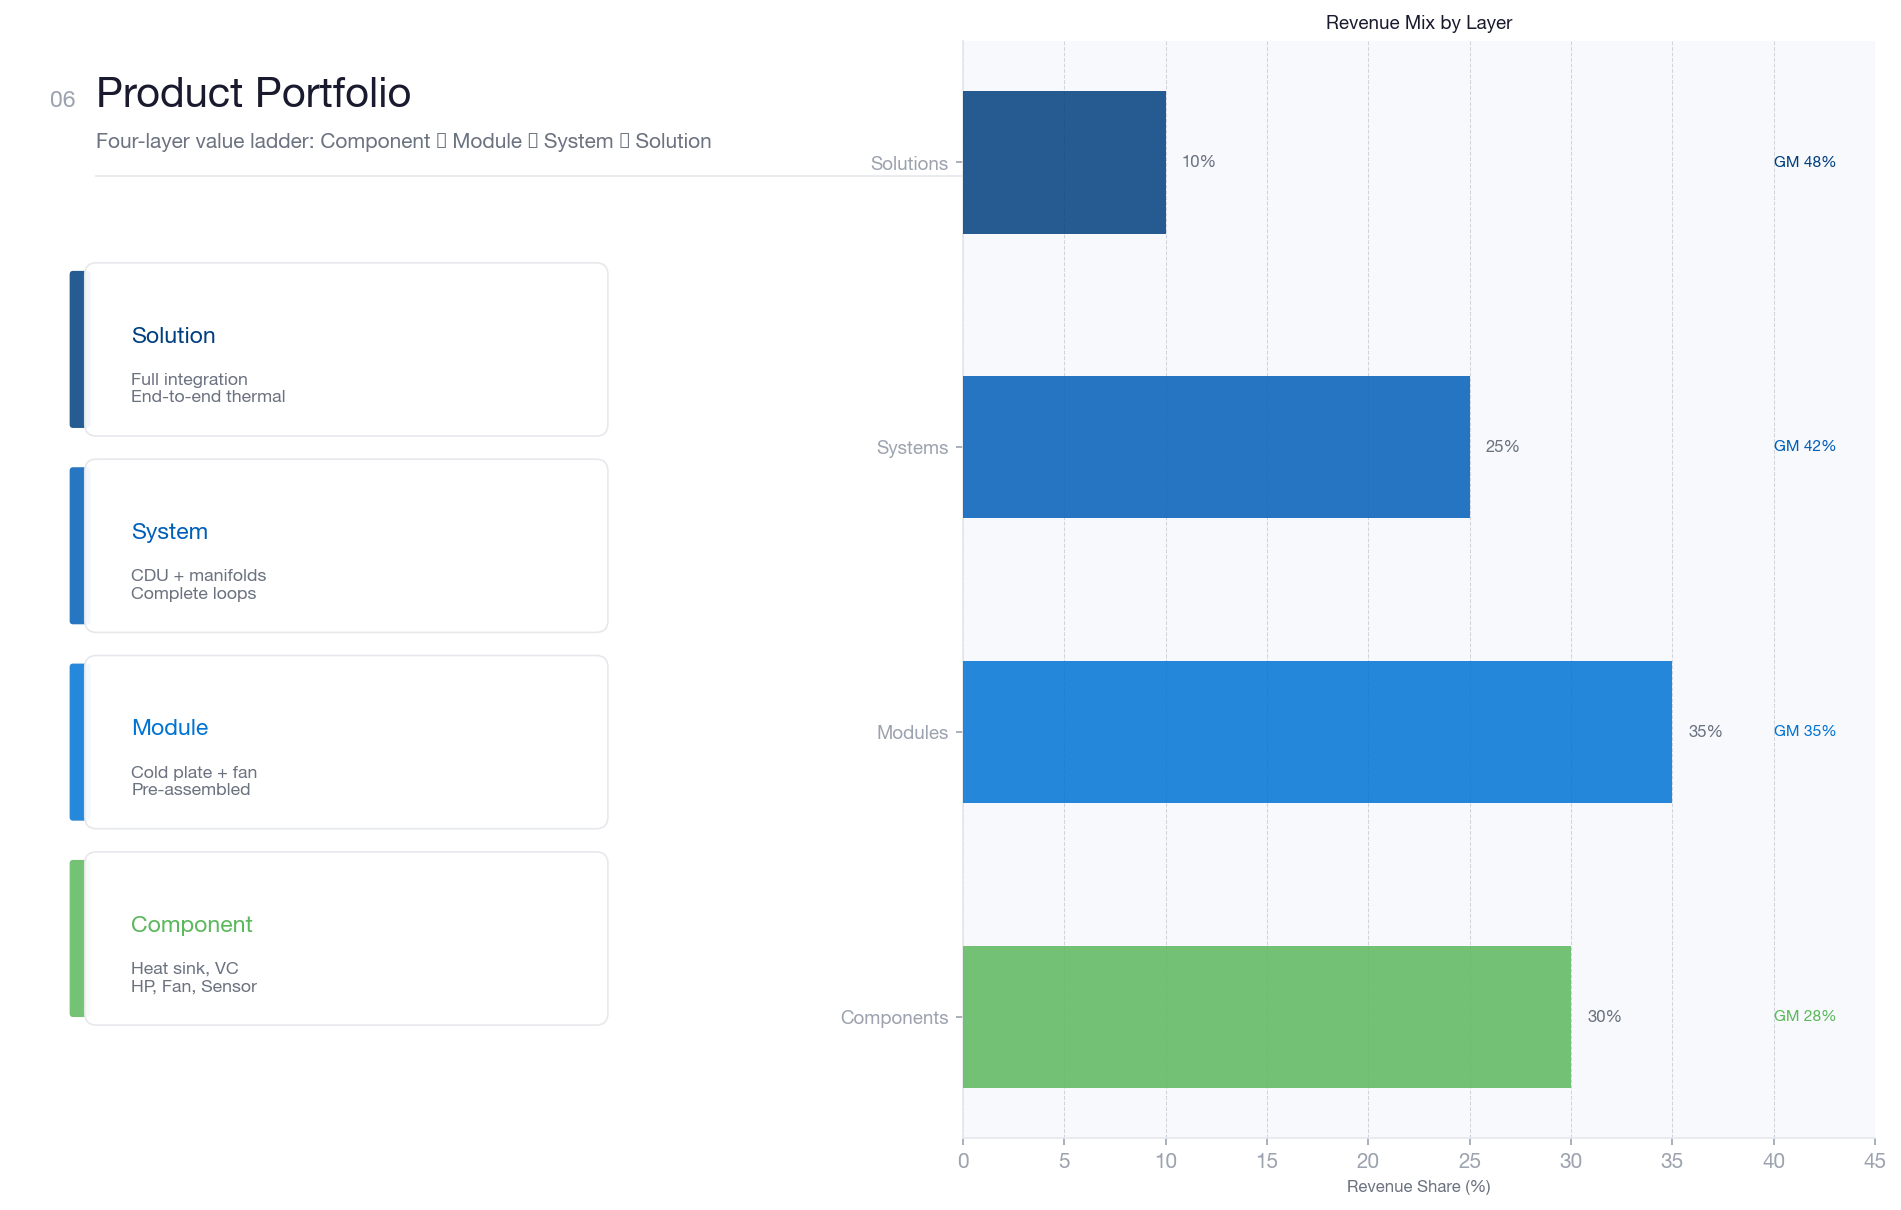 06
Product Portfolio
Four-layer value ladder: Component ▯ Module ▯ System ▯ Solution
Solution
Full integration
End-to-end thermal
System
CDU + manifolds
Complete loops
Module
Cold plate + fan
Pre-assembled
Component
Heat sink, VC
HP, Fan, Sensor
Revenue Mix by Layer
Solutions
10%
GM 48%
Systems
25%
GM 42%
Modules
35%
GM 35%
Components
30%
GM 28%
0 5 10 15 20 25 30 35 40 45
Revenue Share (%)